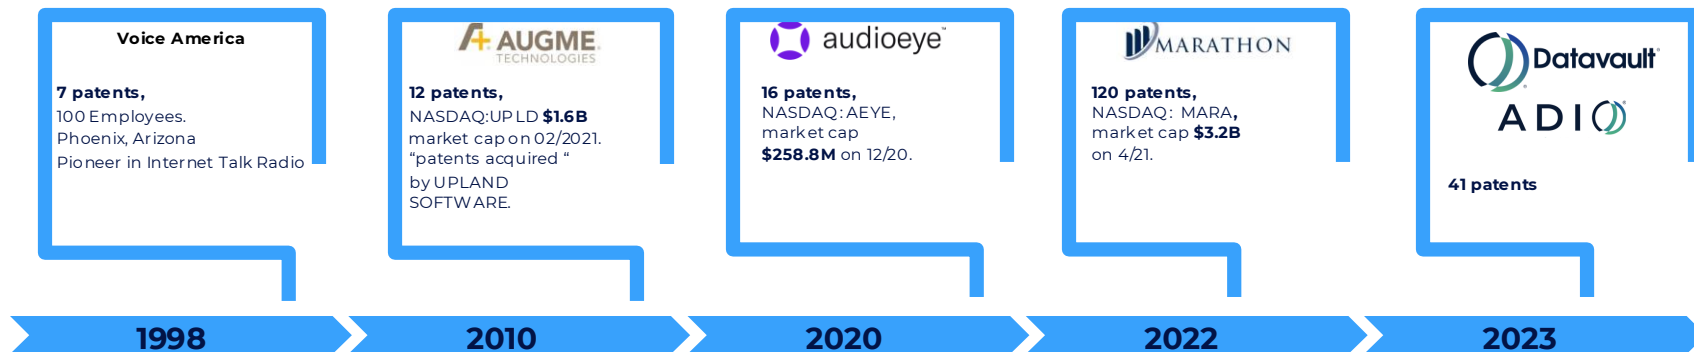 Voice America
7 patents,
100 Employees.
Phoenix, Arizona
Pioneer in Internet Talk Radio
AUGME
TECHNOLOGIES
12 patents,
NASDAQ:UPLD $1.6B
market cap on 02/2021.
“patents acquired “
by UPLAND
SOFTWARE.
audioeye™
16 patents,
NASDAQ: AEYE,
market cap
$258.8M on 12/20.
MARATHON
120 patents,
NASDAQ: MARA,
market cap $3.2B
on 4/21.
Datavault®
ADIO®
41 patents
1998
2010
2020
2022
2023